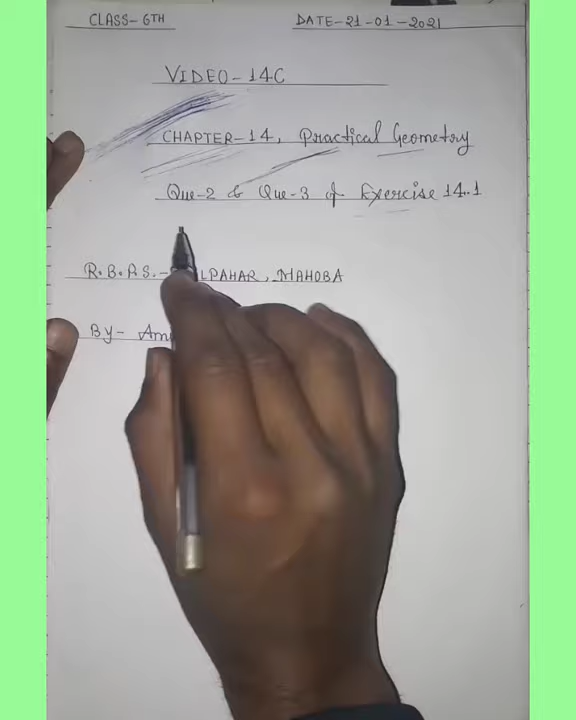 CLASS- 6TH
DATE-21-01-2021
VIDEO-14C
CHAPTER-14, Practical Geometry
Que-2 & Que-3 of Exercise 14.1
R.B.P.S.- LPAHAR, MAHOBA
By-